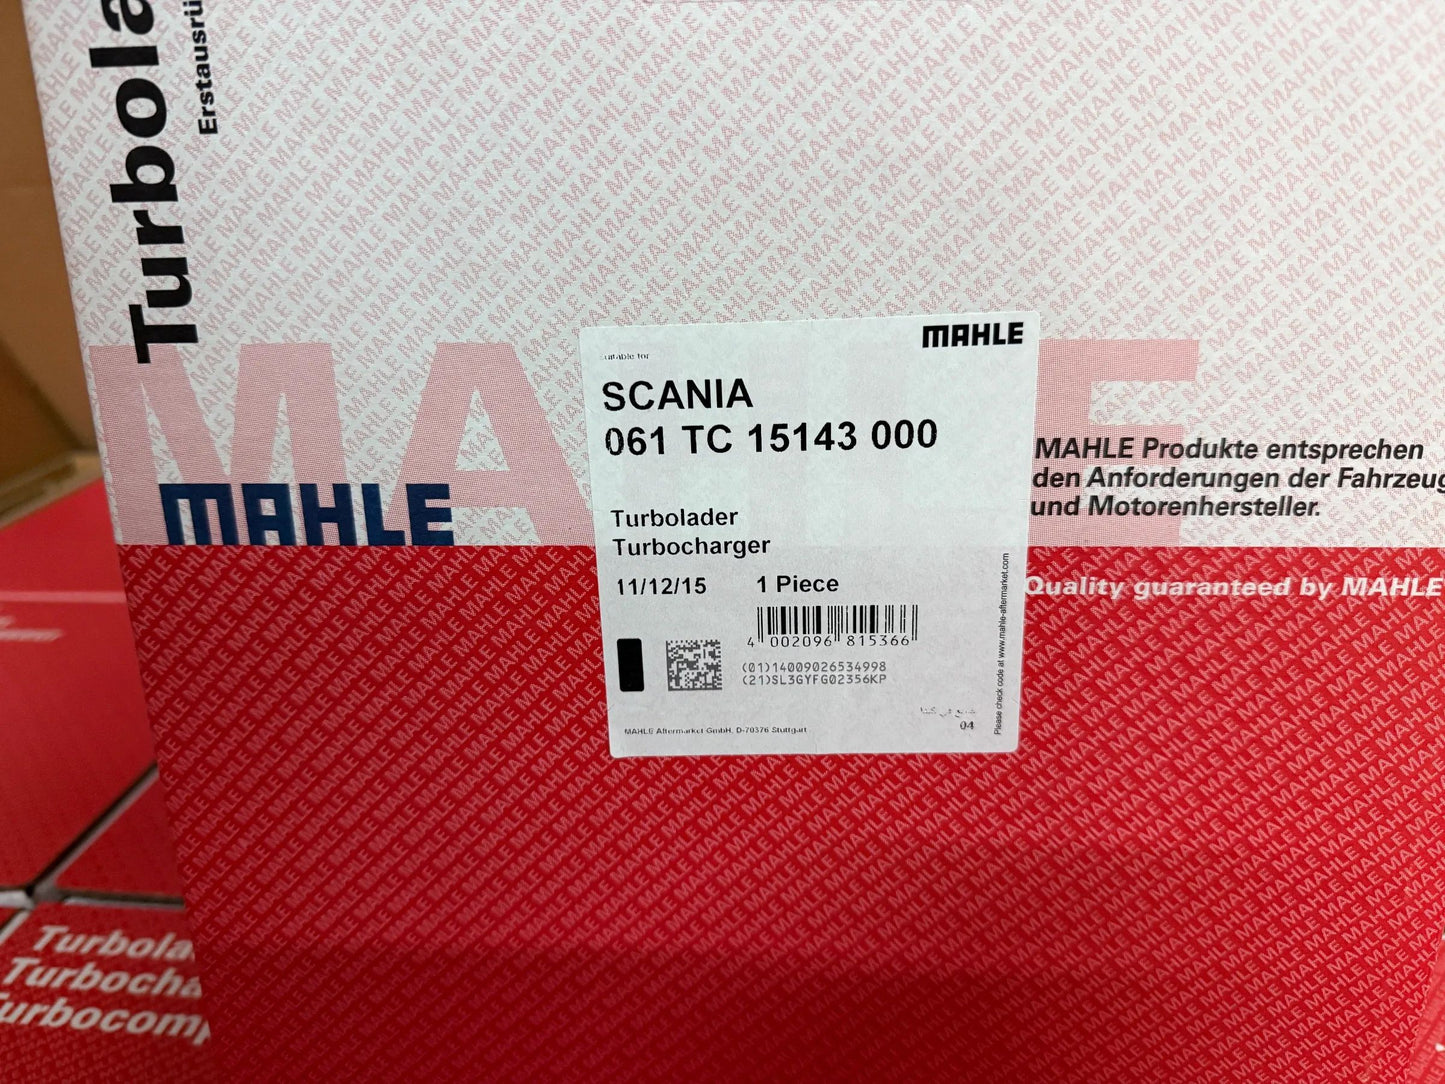 Turbola
Erstausrü
MAHLE
MAHLE
MAHLE
suitable for
SCANIA
061 TC 15143 000
Turbolader
Turbocharger
11/12/15 1 Piece
4 002096 815366
(01)14009026534998
(21)SL3GYFG02356KP
04
MAHLE Aftermarket GmbH, D-70376 Stuttgart
Please check code at www.mahle-aftermarket.com
MAHLE Produkte entsprechen
den Anforderungen der Fahrzeug
und Motorenhersteller.
Quality guaranteed by MAHLE
Turbola
Turbocha
Turbocomp